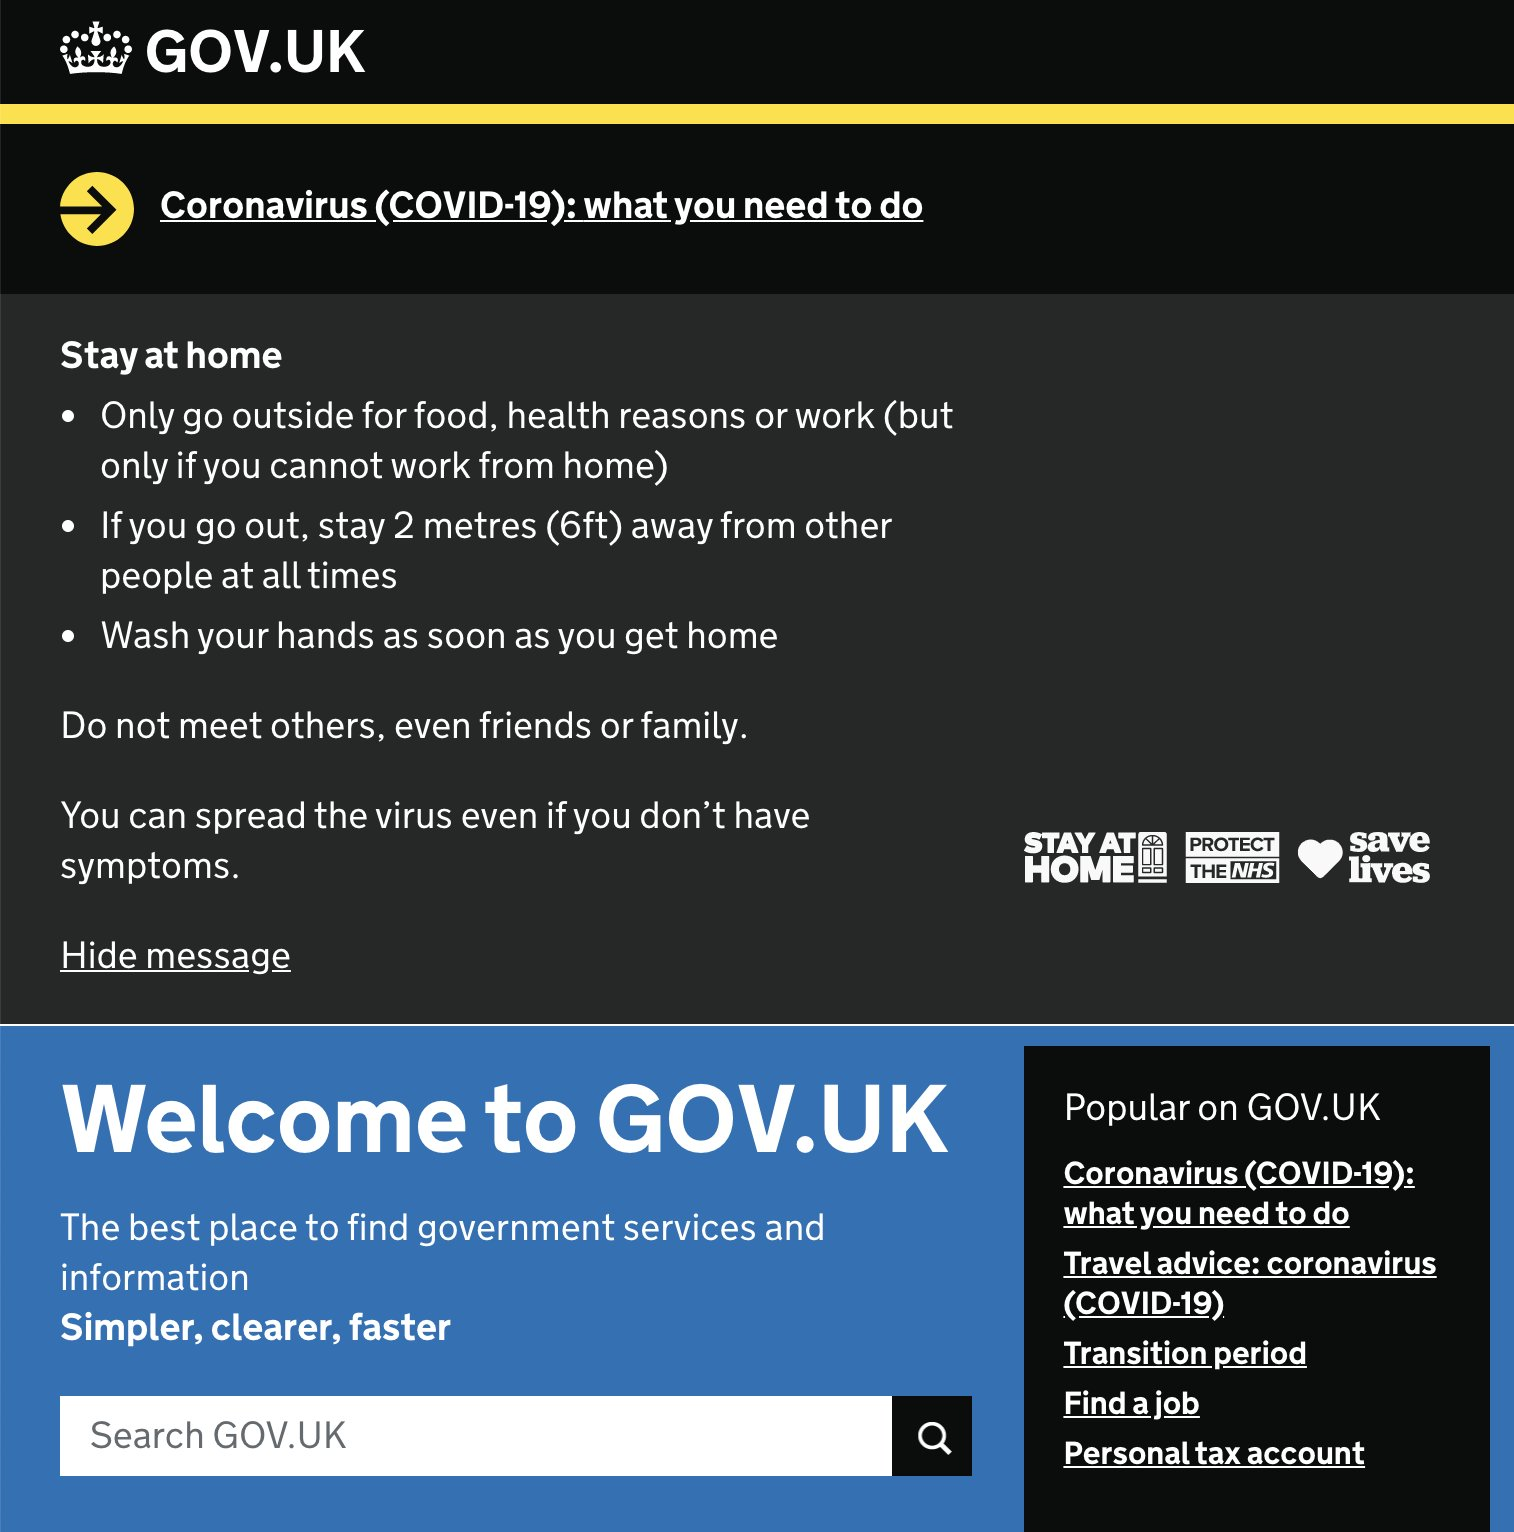 GOV.UK
Coronavirus (COVID-19): what you need to do
Stay at home
• Only go outside for food, health reasons or work (but
only if you cannot work from home)
• If you go out, stay 2 metres (6ft) away from other
people at all times
• Wash your hands as soon as you get home
Do not meet others, even friends or family.
You can spread the virus even if you don’t have
symptoms.
STAY AT
HOME
PROTECT
THE NHS
save
lives
Hide message
Welcome to GOV.UK
The best place to find government services and
information
Simpler, clearer, faster
Search GOV.UK
Popular on GOV.UK
Coronavirus (COVID-19):
what you need to do
Travel advice: coronavirus
(COVID-19)
Transition period
Find a job
Personal tax account